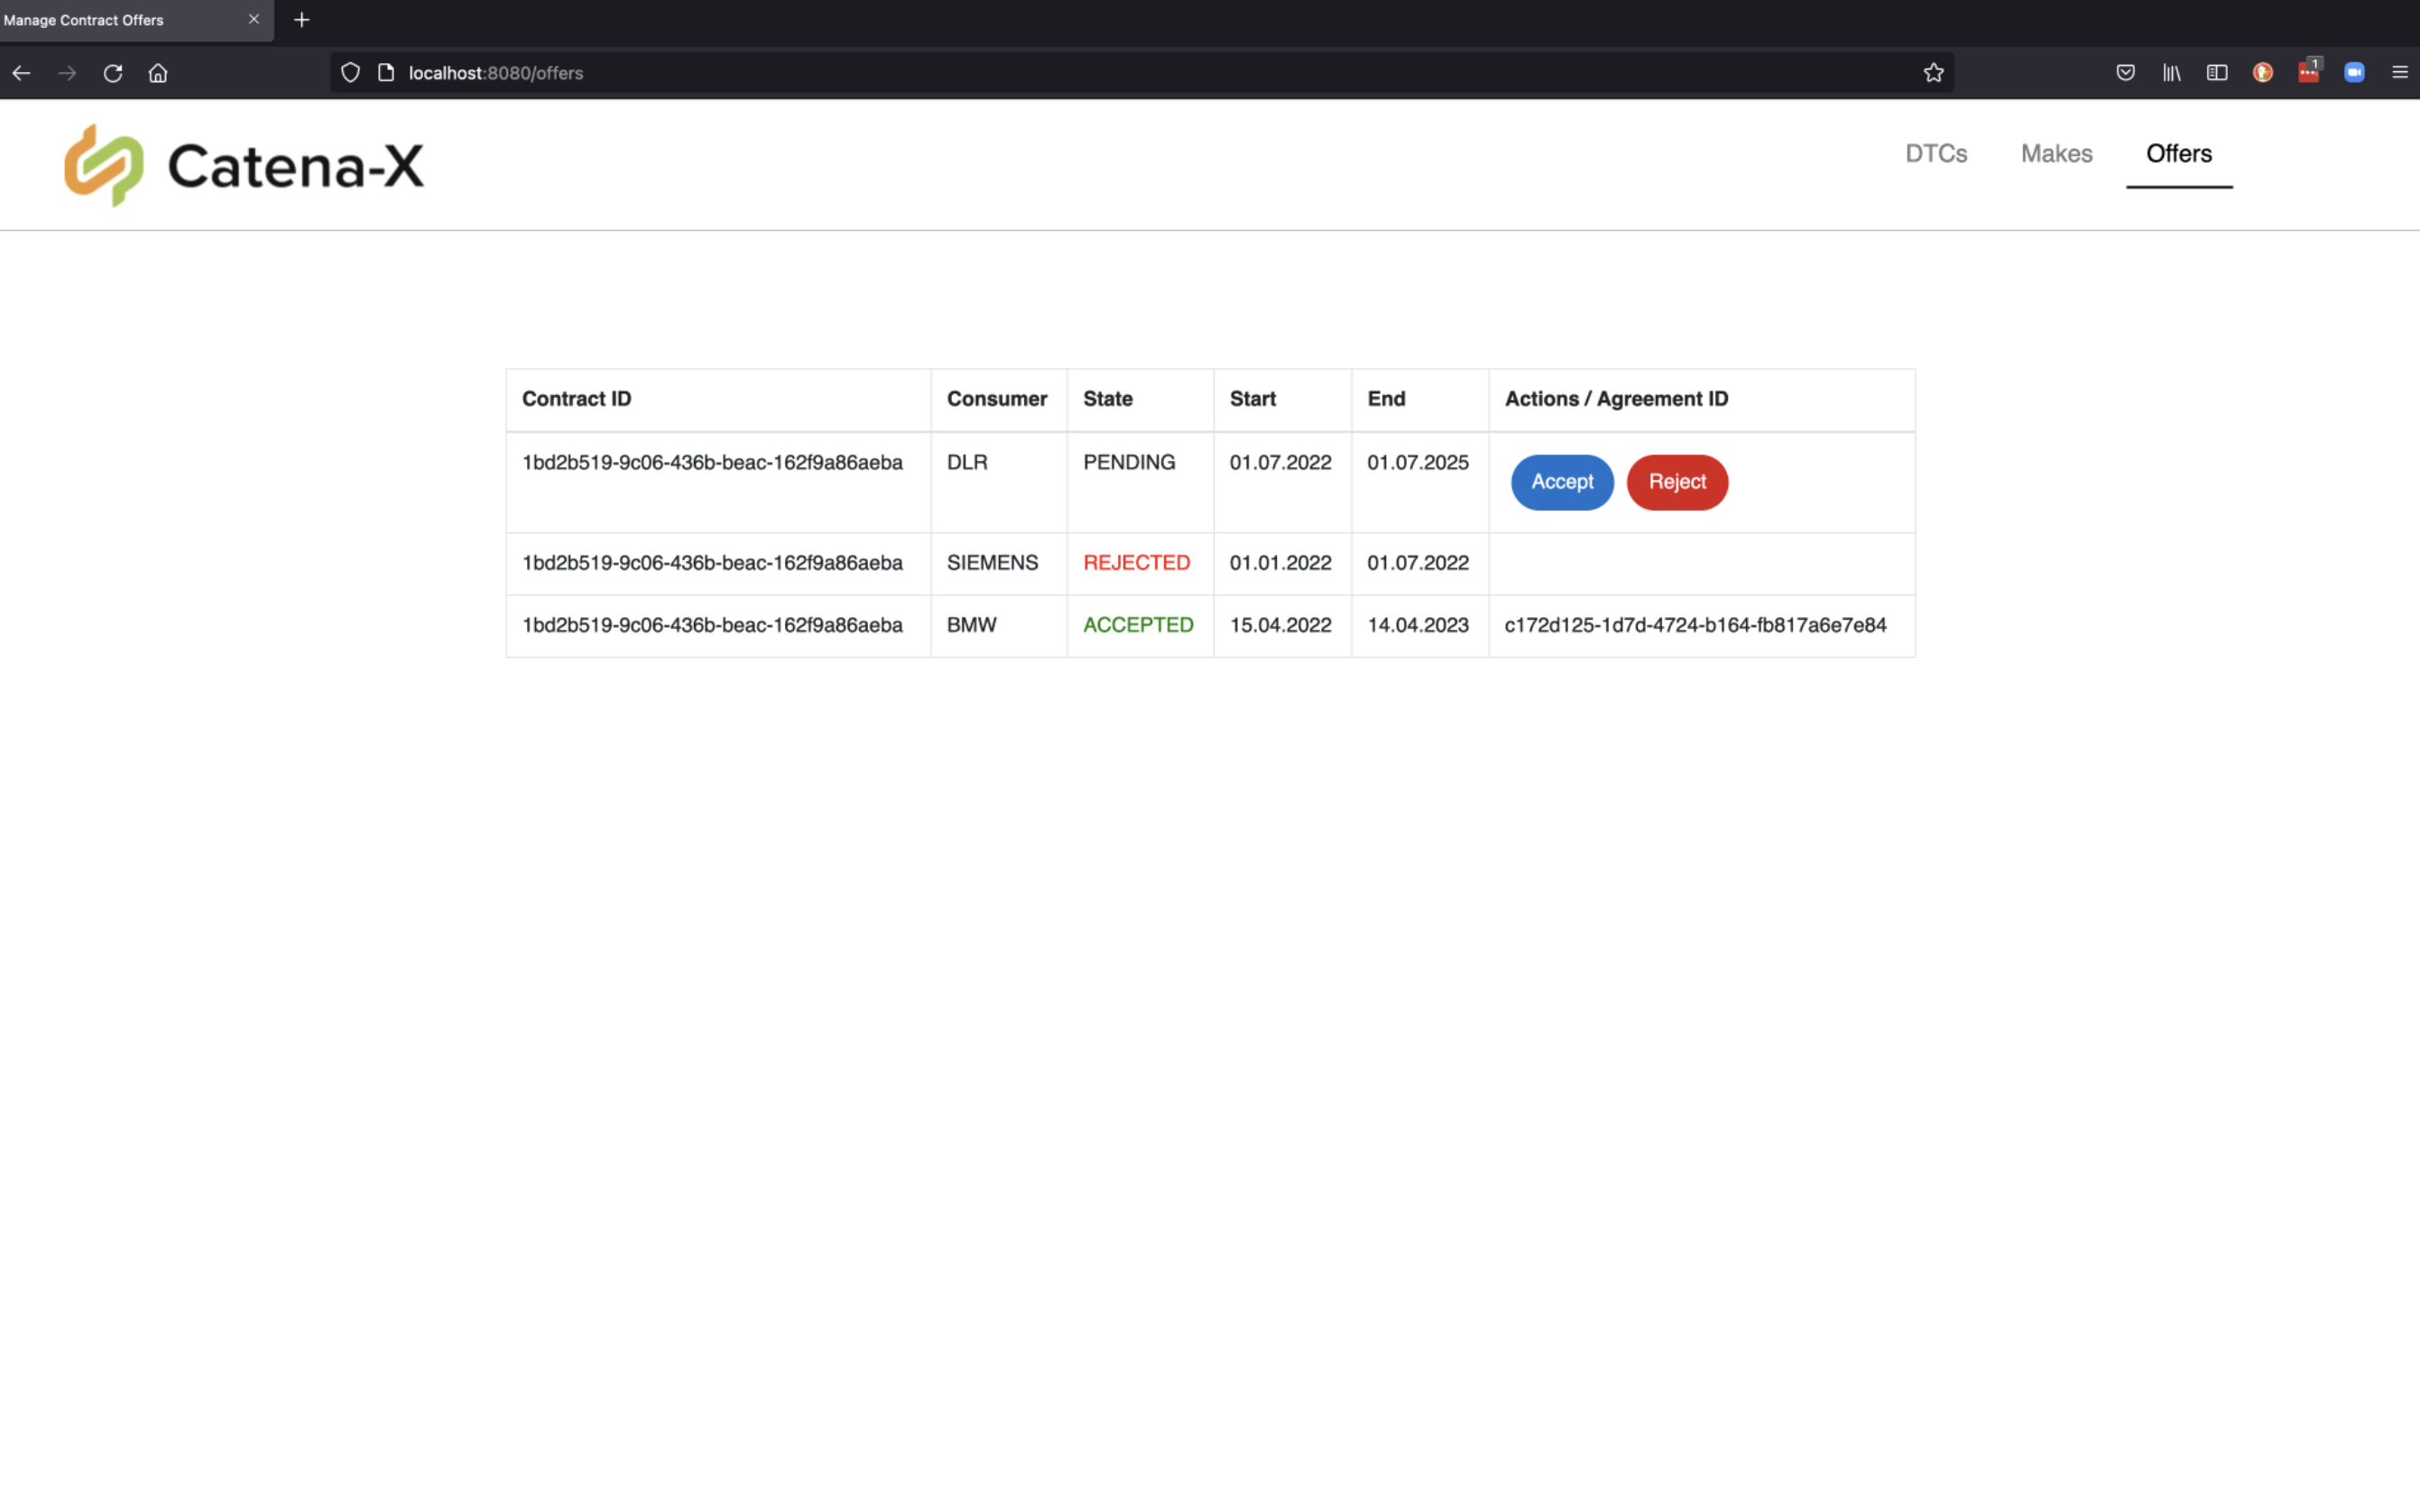 Manage Contract Offers
localhost:8080/offers
1
Catena-X
DTCs Makes Offers
Contract ID Consumer State Start End Actions / Agreement ID
1bd2b519-9c06-436b-beac-162f9a86aeba DLR PENDING 01.07.2022 01.07.2025 Accept Reject
1bd2b519-9c06-436b-beac-162f9a86aeba SIEMENS REJECTED 01.01.2022 01.07.2022
1bd2b519-9c06-436b-beac-162f9a86aeba BMW ACCEPTED 15.04.2022 14.04.2023 c172d125-1d7d-4724-b164-fb817a6e7e84